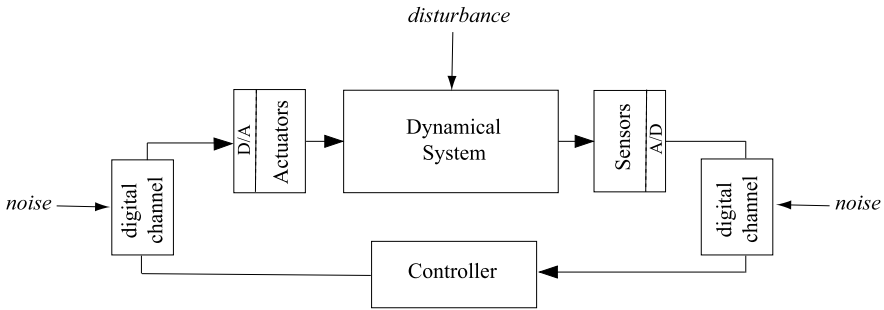 disturbance
D/A
Actuators
Dynamical
System
Sensors
A/D
noise
digital
channel
digital
channel
noise
Controller